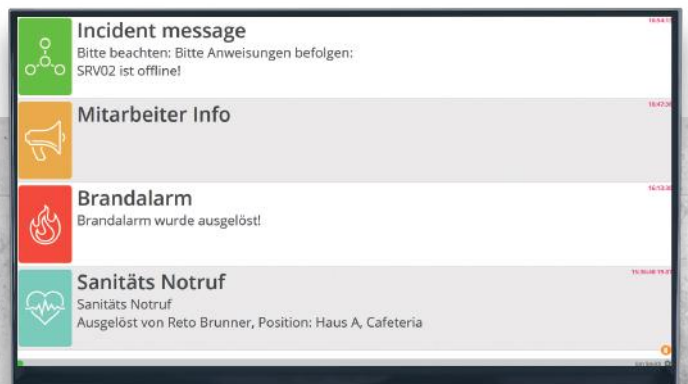 Incident message
Bitte beachten: Bitte Anweisungen befolgen:
SRV02 ist offline!
Mitarbeiter Info
Brandalarm
Brandalarm wurde ausgelöst!
Sanitäts Notruf
Sanitäts Notruf
Ausgelöst von Reto Brunner, Position: Haus A, Cafeteria